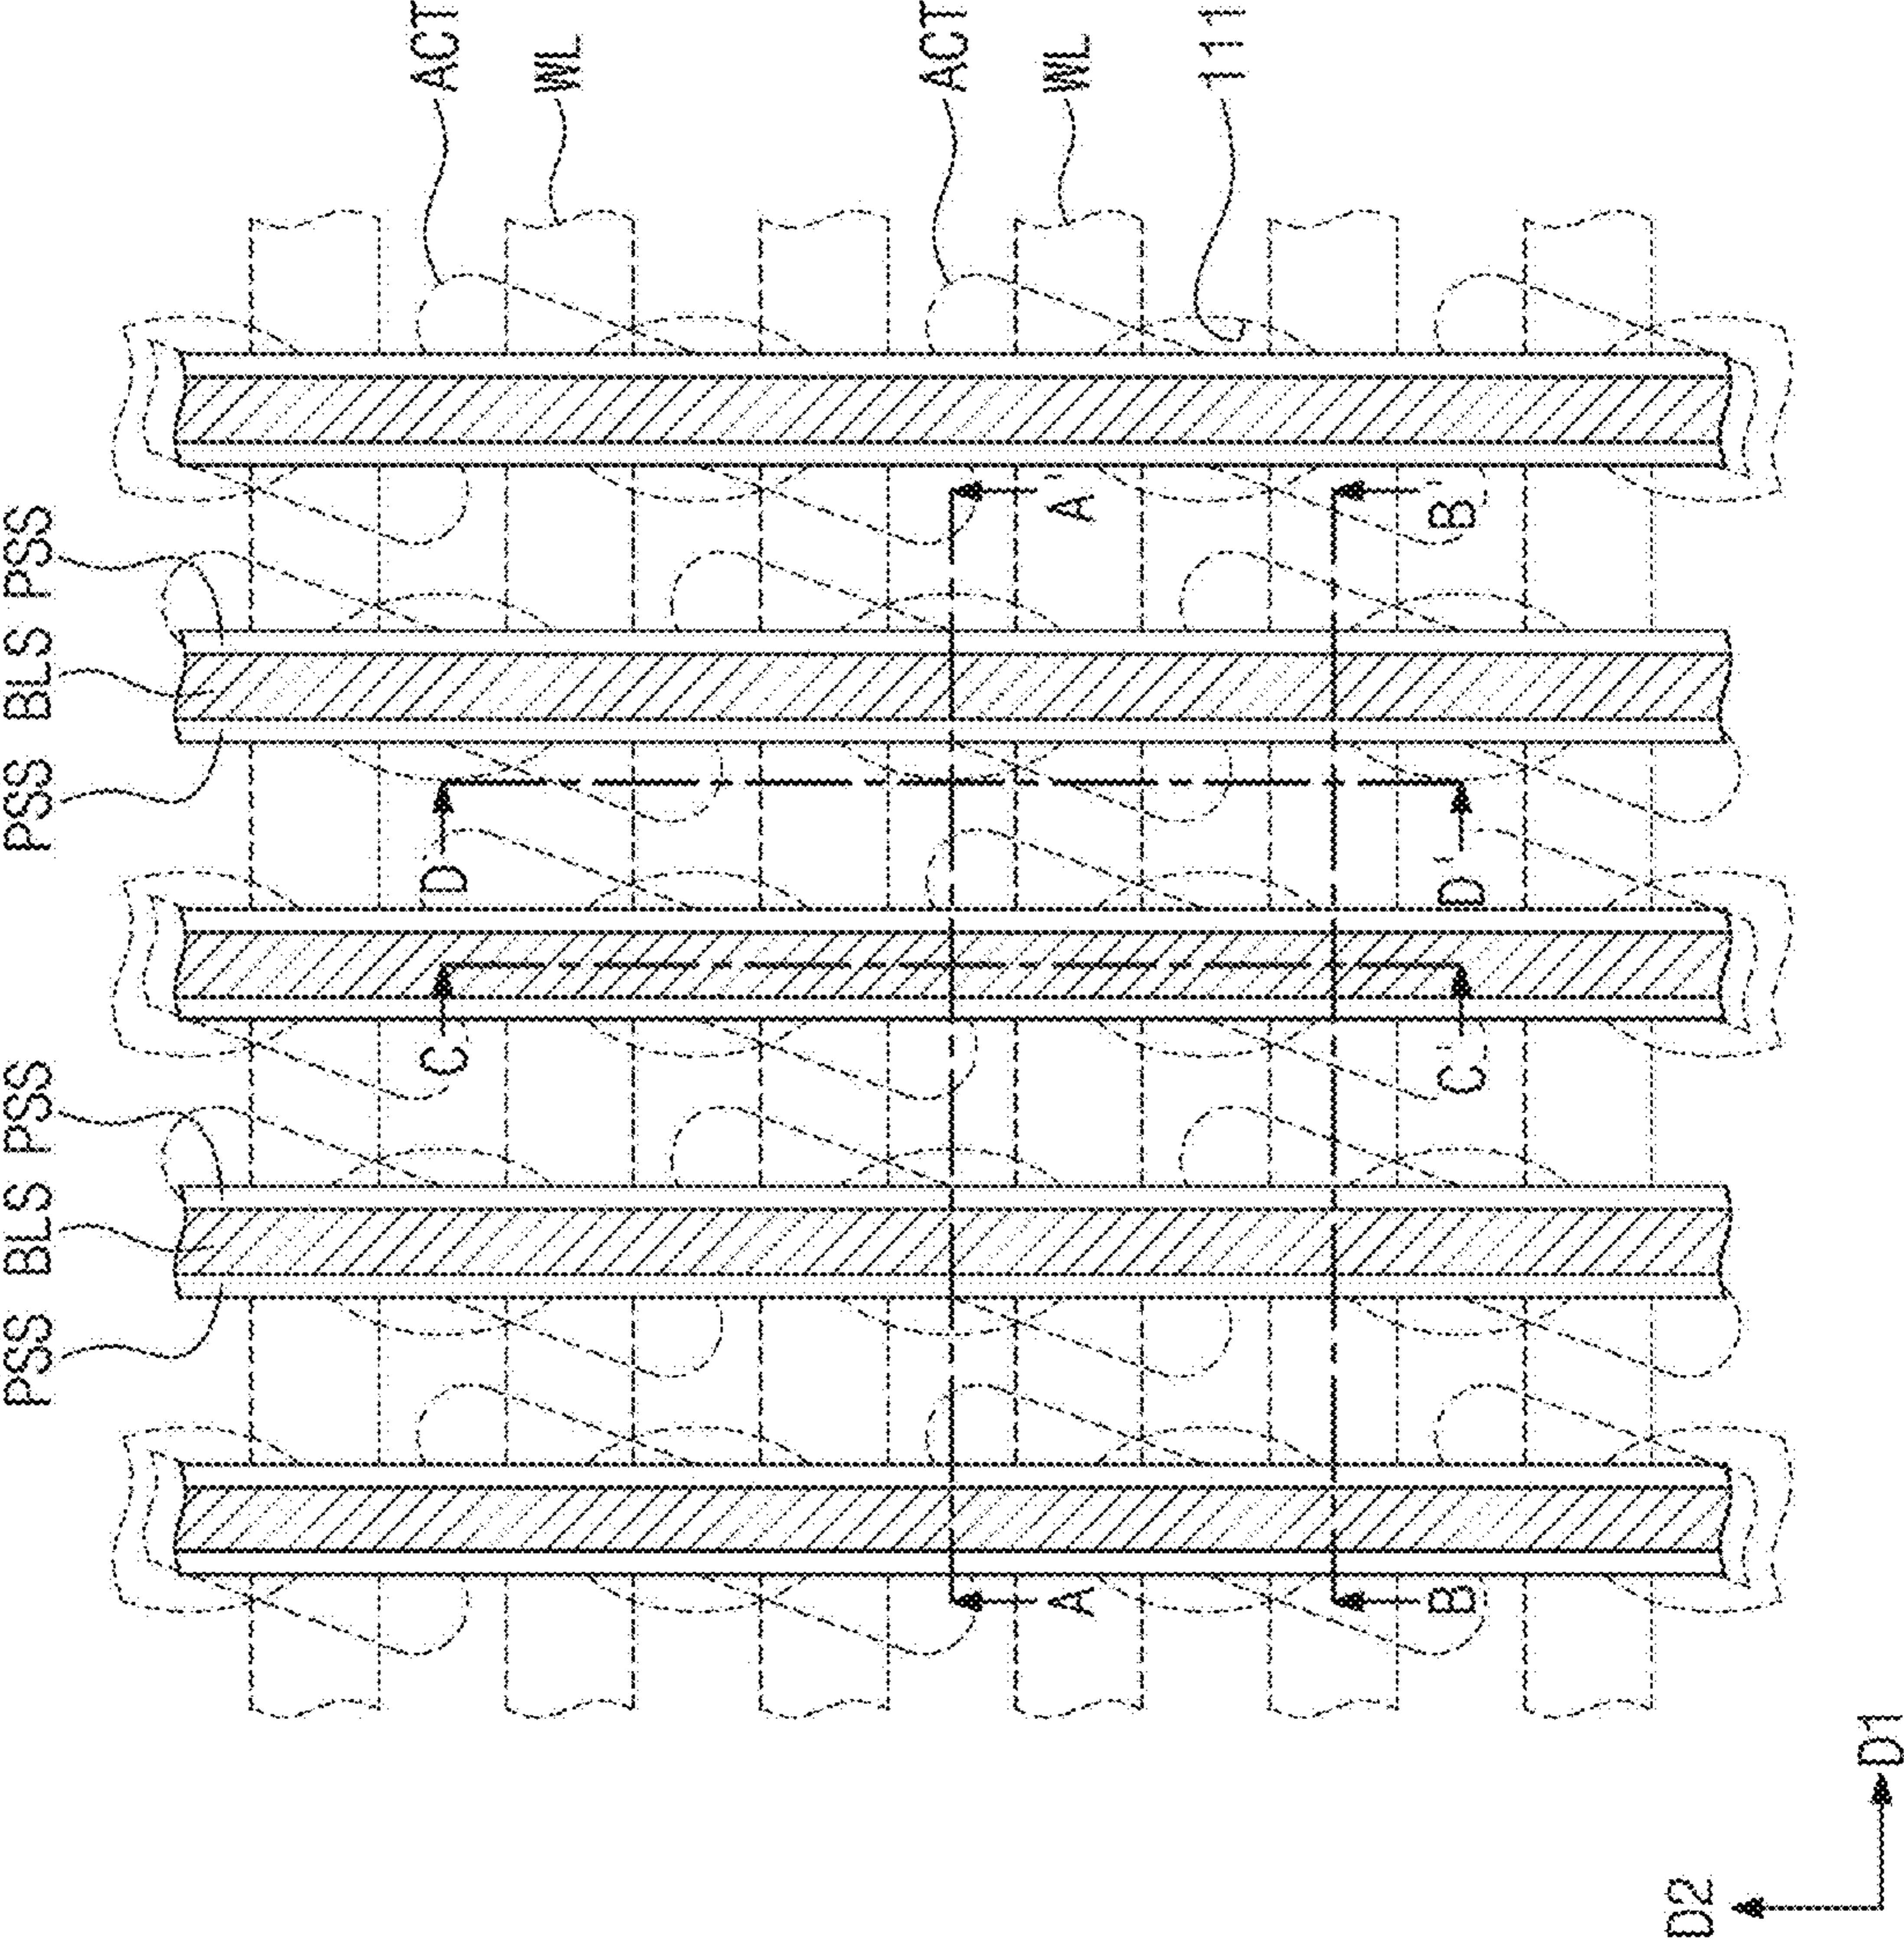 PSS BLS PSS PSS BLS PSS
C D ACT
WL
ACT
A A' WL
111
B B'
C' D'
D2
D1